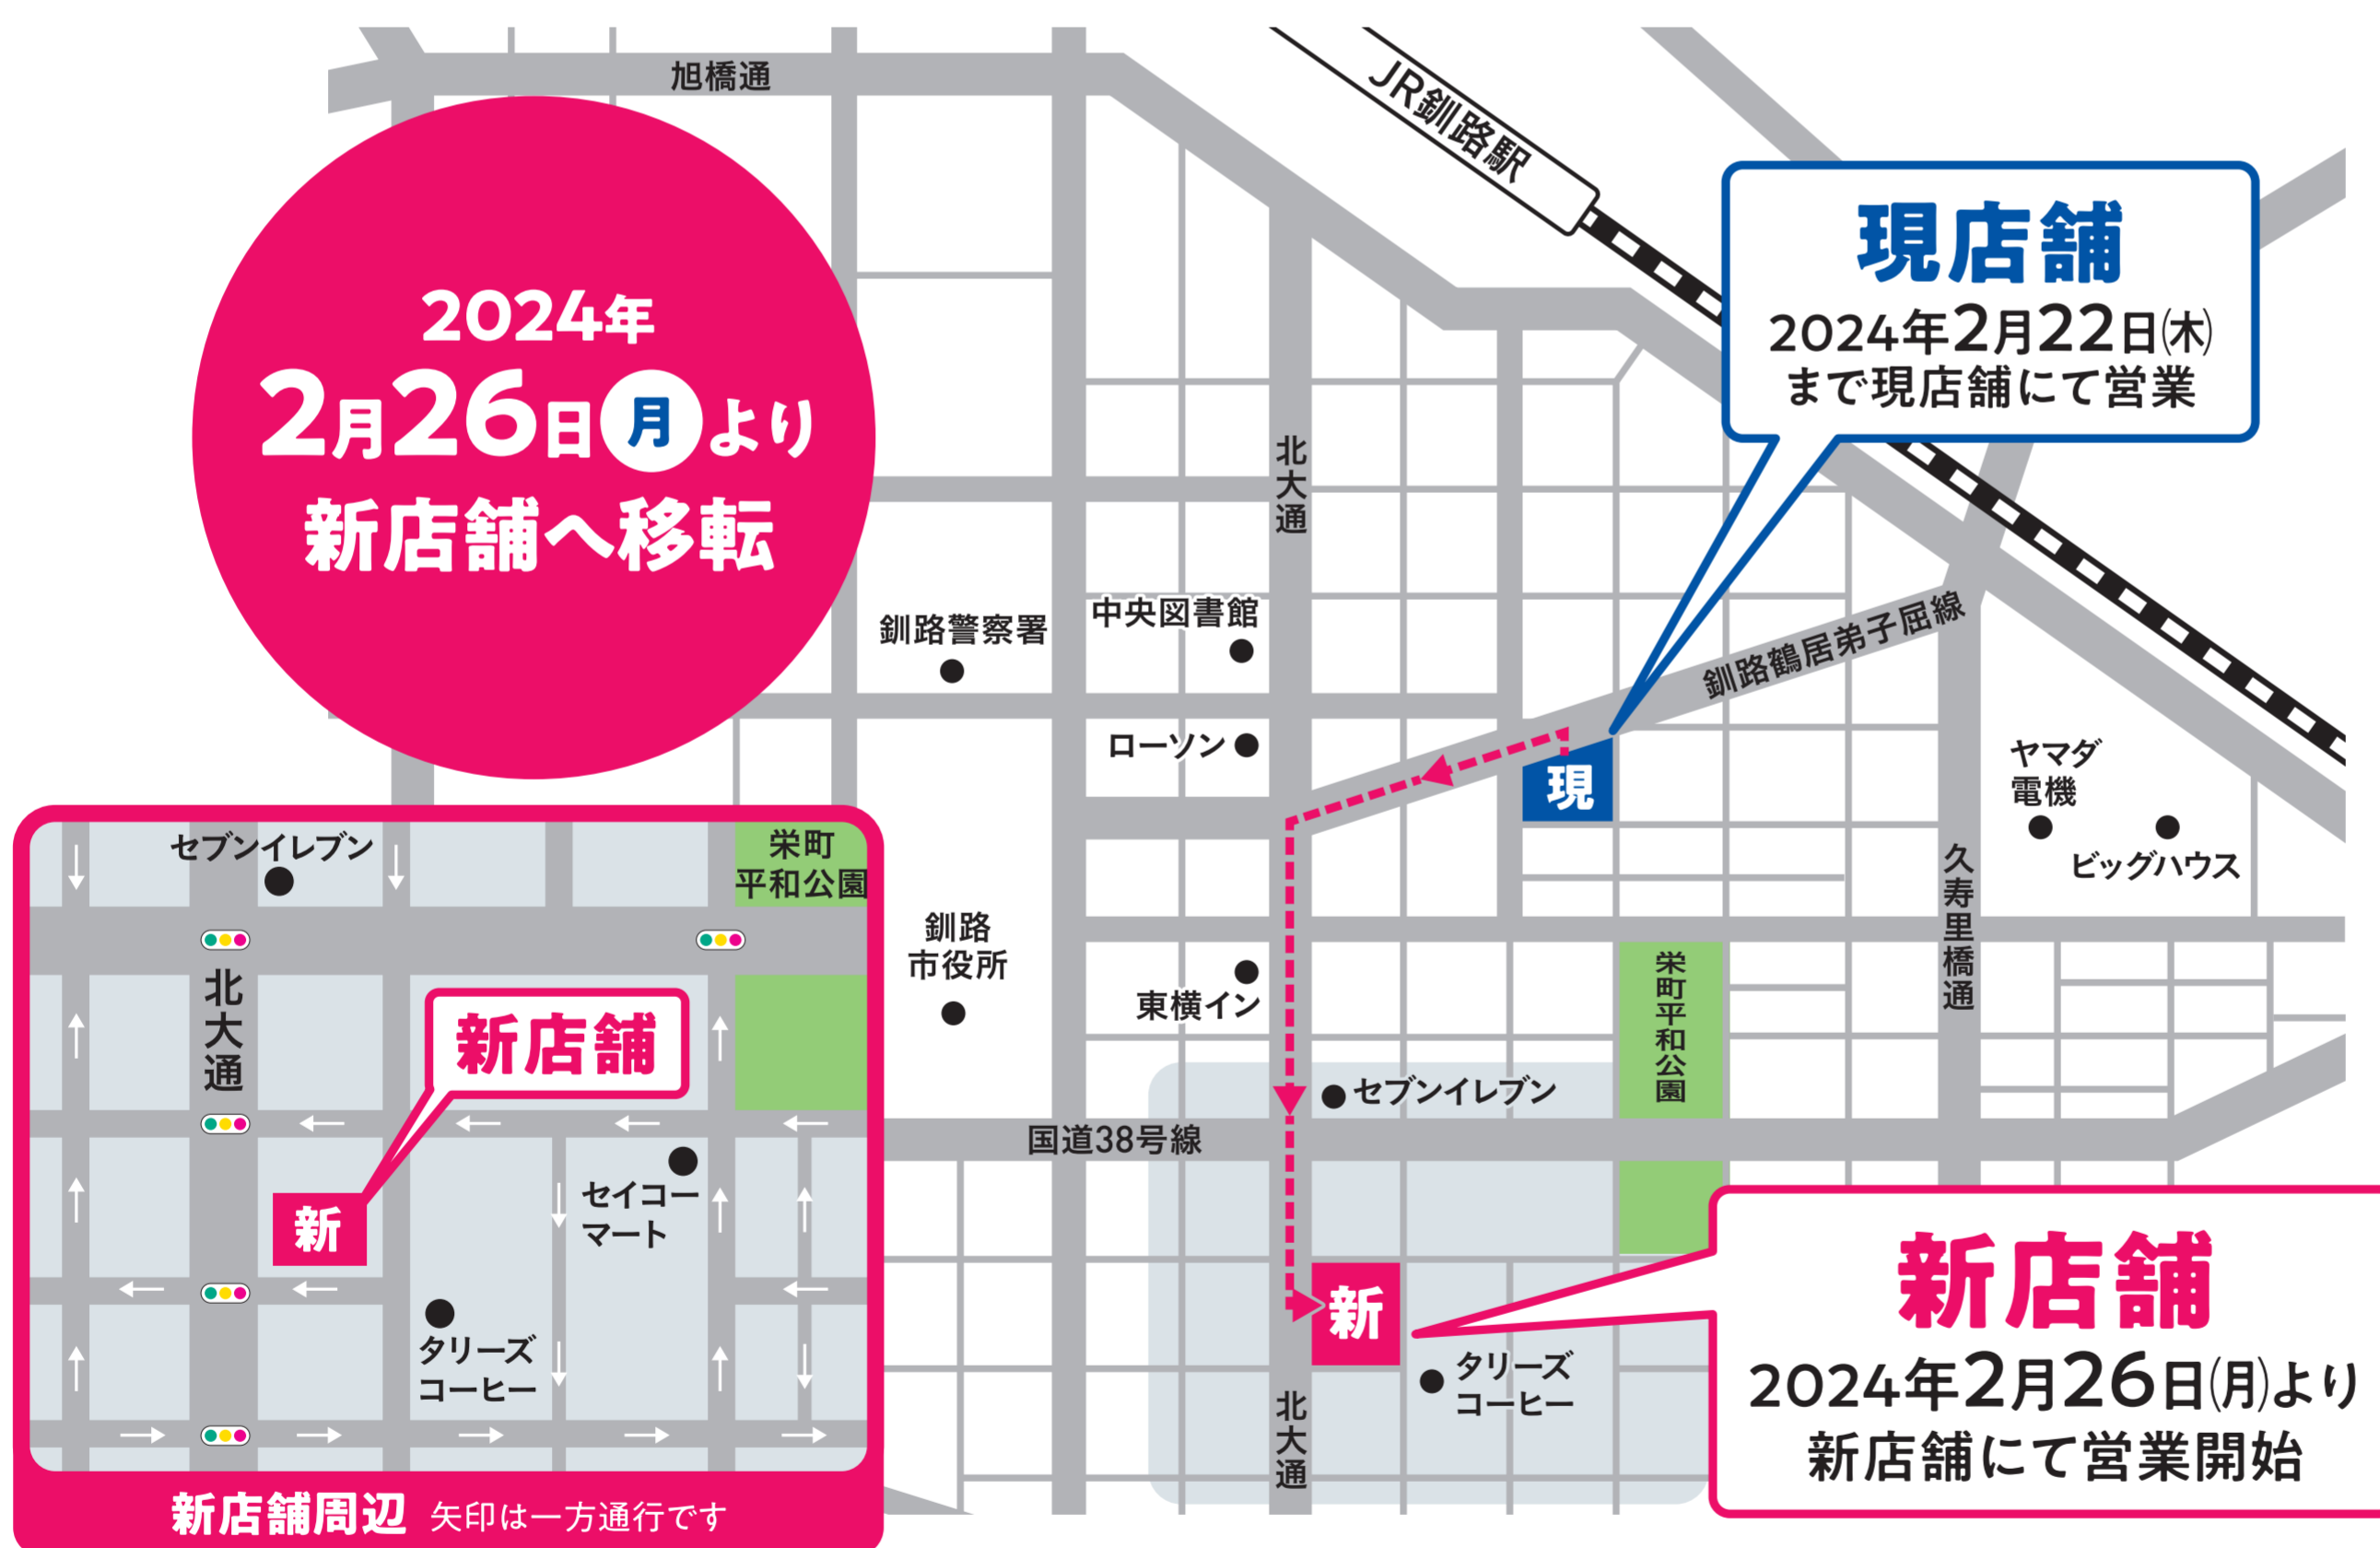 旭橋通
JR釧路駅
2024年
2月26日月より
新店舗へ移転
現店舗
2024年2月22日(木)
まで現店舗にて営業
北大通
釧路警察署
中央図書館
釧路鶴居弟子屈線
ローソン
現
ヤマダ
電機
ビッグハウス
久寿里橋通
釧路
市役所
東横イン
栄町平和公園
セブンイレブン
国道38号線
新
タリーズ
コーヒー
北大通
新店舗
2024年2月26日(月)より
新店舗にて営業開始
セブンイレブン
栄町
平和公園
北大通
新店舗
セイコー
マート
新
タリーズ
コーヒー
新店舗周辺 矢印は一方通行です